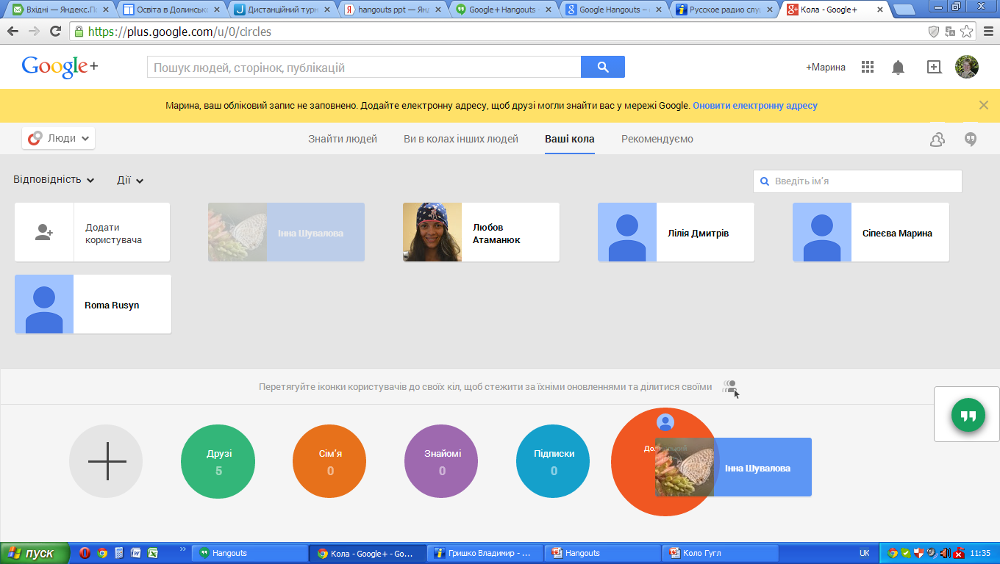 Вхідні — Яндекс.По
Освіта в Долинськ
Дистанційний турн
hangouts ppt — Янд
Google+ Hangouts -
Google Hangouts – 
Русское радио слу
Кола - Google+
https://plus.google.com/u/0/circles
Google+
Пошук людей, сторінок, публікацій
+Марина
Марина, ваш обліковий запис не заповнено. Додайте електронну адресу, щоб друзі могли знайти вас у мережі Google. Оновити електронну адресу
Люди
Знайти людей
Ви в колах інших людей
Ваші кола
Рекомендуємо
Відповідність
Дії
Введіть ім'я
Додати
користувача
Інна Шувалова
Любов
Атаманюк
Лілія Дмитрів
Сіпеєва Марина
Roma Rusyn
Перетягуйте іконки користувачів до своїх кіл, щоб стежити за їхніми оновленнями та ділитися своїми
Друзі
5
Сім'я
0
Знайомі
0
Підписки
0
Інна Шувалова
пуск
Hangouts
Кола - Google+ - Go...
Гришко Владимир - ...
Hangouts
Коло Гугл
UK
11:35